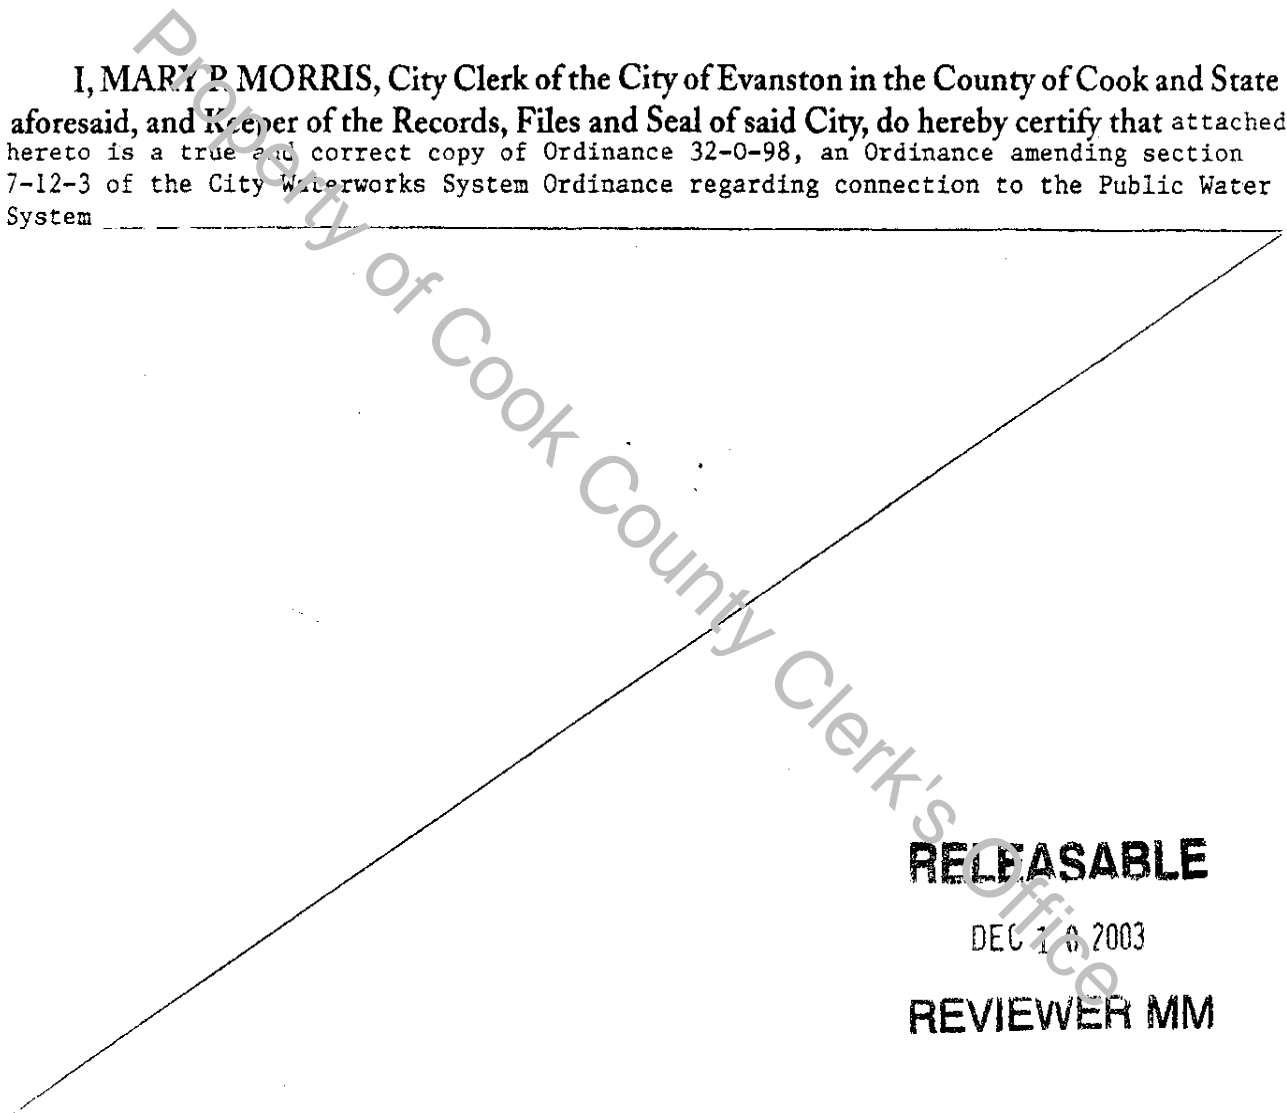 I, MARY P. MORRIS, City Clerk of the City of Evanston in the County of Cook and State
aforesaid, and Keeper of the Records, Files and Seal of said City, do hereby certify that attached
hereto is a true and correct copy of Ordinance 32-0-98, an Ordinance amending section
7-12-3 of the City Waterworks System Ordinance regarding connection to the Public Water
System
Property of Cook County Clerk's Office
RELEASABLE
DEC 2003
REVIEWER MM